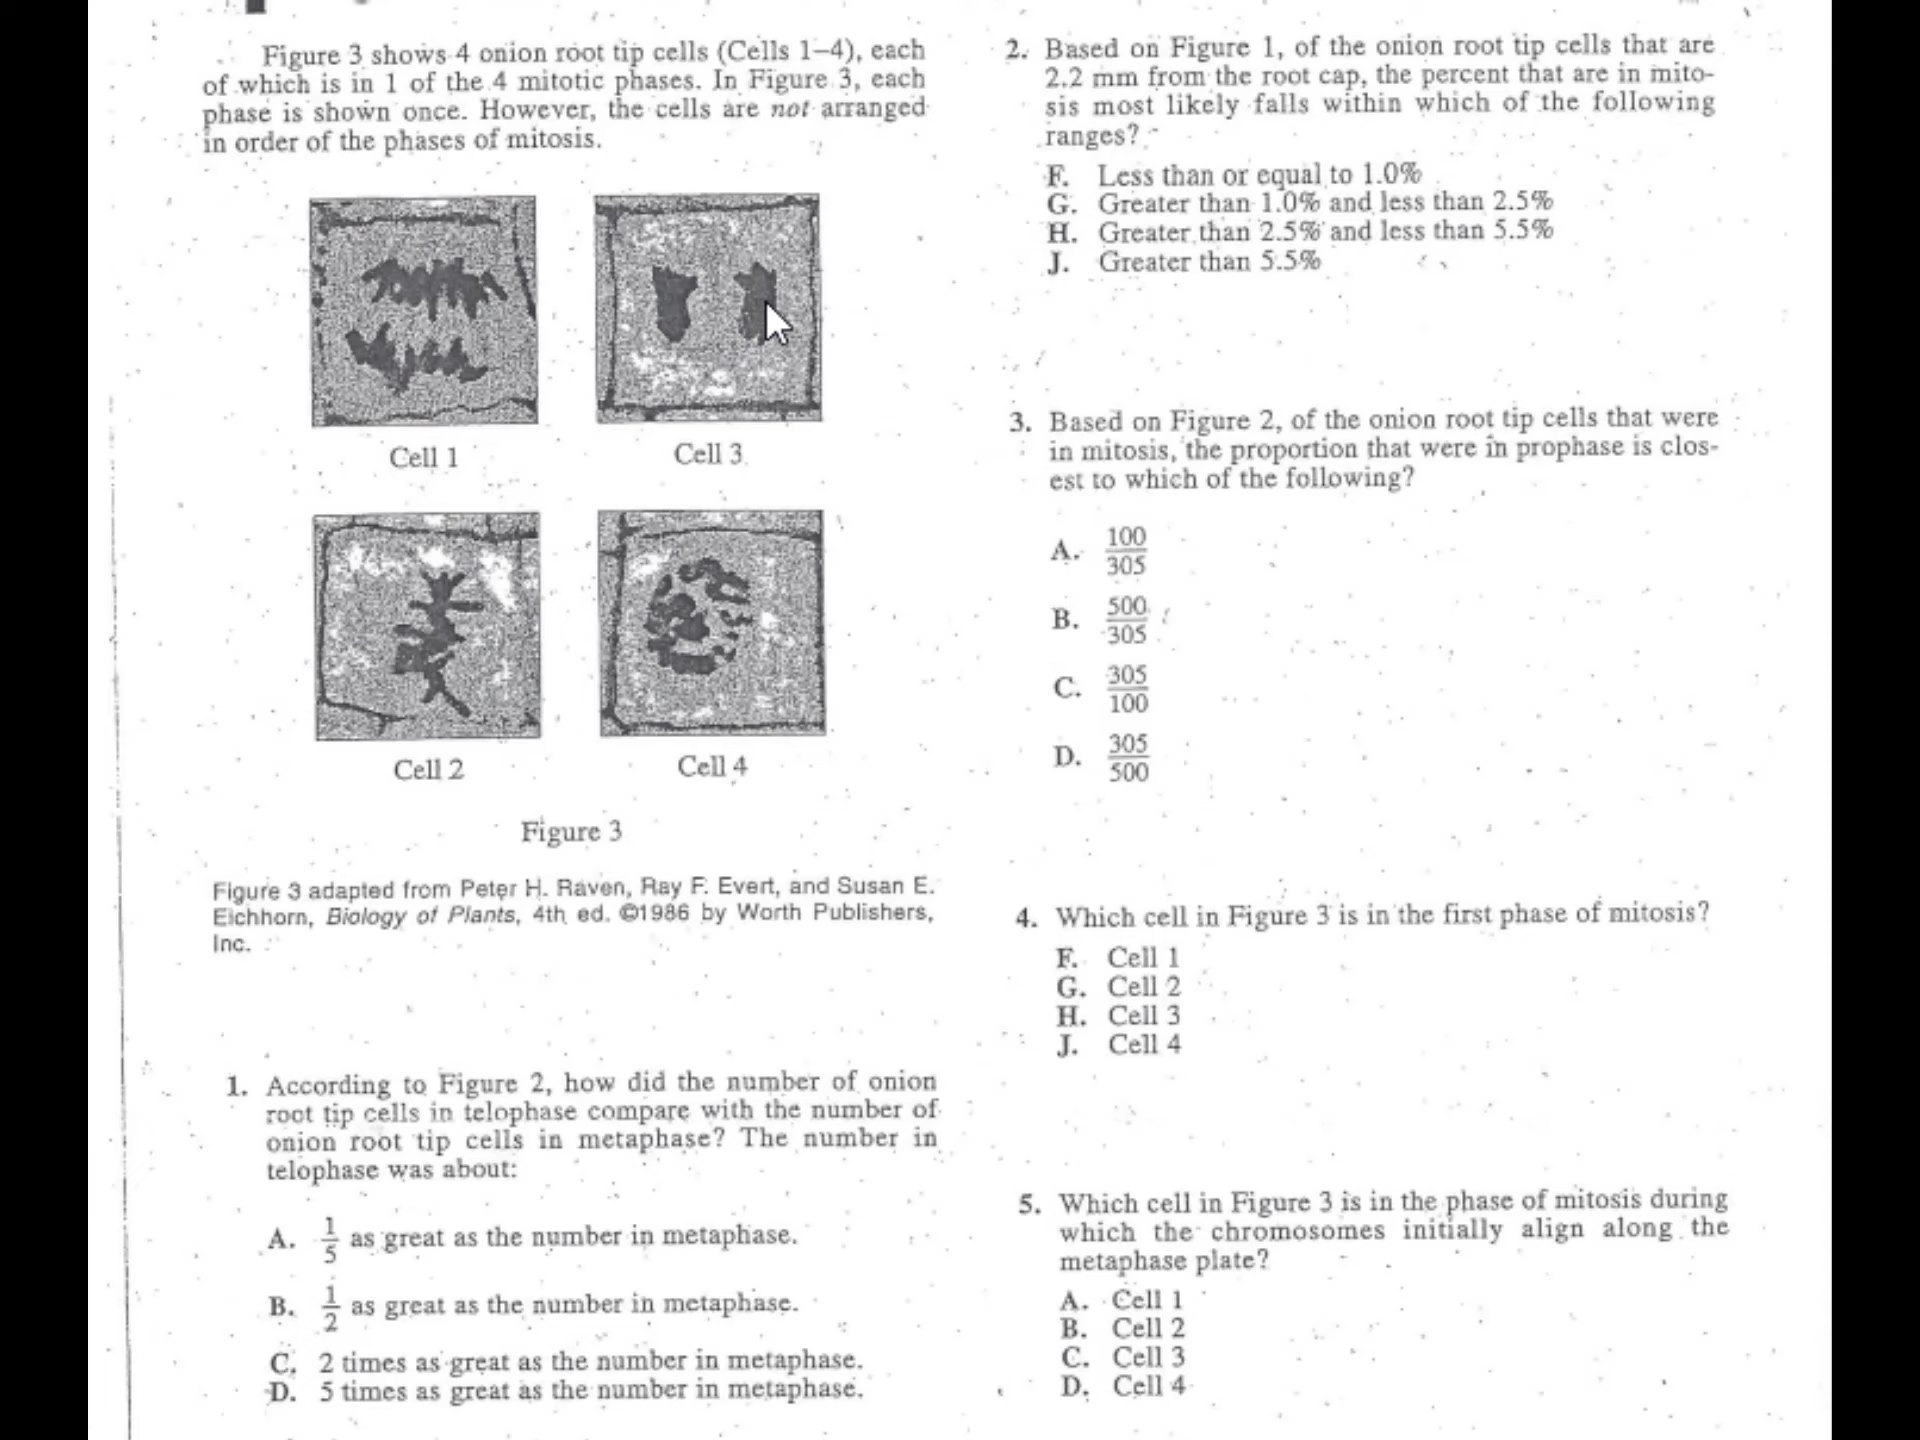 Figure 3 shows 4 onion root tip cells (Cells 1–4), each
of which is in 1 of the 4 mitotic phases. In Figure 3, each
phase is shown once. However, the cells are not arranged
in order of the phases of mitosis.
Cell 1
Cell 3
Cell 2
Cell 4
Figure 3
Figure 3 adapted from Peter H. Raven, Ray F. Evert, and Susan E.
Eichhorn, Biology of Plants, 4th ed. ©1986 by Worth Publishers,
Inc.
1. According to Figure 2, how did the number of onion
root tip cells in telophase compare with the number of
onion root tip cells in metaphase? The number in
telophase was about:
A. 1/5 as great as the number in metaphase.
B. 1/2 as great as the number in metaphase.
C. 2 times as great as the number in metaphase.
D. 5 times as great as the number in metaphase.
2. Based on Figure 1, of the onion root tip cells that are
2.2 mm from the root cap, the percent that are in mito-
sis most likely falls within which of the following
ranges?
F. Less than or equal to 1.0%
G. Greater than 1.0% and less than 2.5%
H. Greater than 2.5% and less than 5.5%
J. Greater than 5.5%
3. Based on Figure 2, of the onion root tip cells that were
in mitosis, the proportion that were in prophase is clos-
est to which of the following?
A. 100/305
B. 500/305
C. 305/100
D. 305/500
4. Which cell in Figure 3 is in the first phase of mitosis?
F. Cell 1
G. Cell 2
H. Cell 3
J. Cell 4
5. Which cell in Figure 3 is in the phase of mitosis during
which the chromosomes initially align along the
metaphase plate?
A. Cell 1
B. Cell 2
C. Cell 3
D. Cell 4